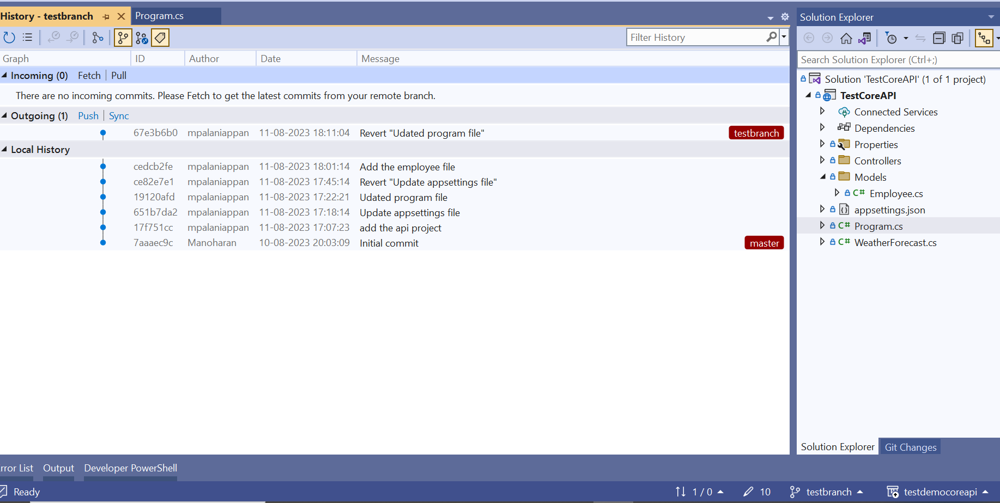 History - testbranch
Program.cs
Filter History
Graph ID Author Date Message
Incoming (0) Fetch Pull
There are no incoming commits. Please Fetch to get the latest commits from your remote branch.
Outgoing (1) Push Sync
67e3b6b0 mpalaniappan 11-08-2023 18:11:04 Revert "Udated program file" testbranch
Local History
cedcb2fe mpalaniappan 11-08-2023 18:01:14 Add the employee file
ce82e7e1 mpalaniappan 11-08-2023 17:45:14 Revert "Update appsettings file"
19120afd mpalaniappan 11-08-2023 17:22:21 Udated program file
651b7da2 mpalaniappan 11-08-2023 17:18:14 Update appsettings file
17f751cc mpalaniappan 11-08-2023 17:07:23 add the api project
7aaaec9c Manoharan 10-08-2023 20:03:09 Initial commit master
Solution Explorer
Search Solution Explorer (Ctrl+;)
Solution 'TestCoreAPI' (1 of 1 project)
TestCoreAPI
Connected Services
Dependencies
Properties
Controllers
Models
C# Employee.cs
appsettings.json
C# Program.cs
C# WeatherForecast.cs
Solution Explorer Git Changes
rror List Output Developer PowerShell
Ready 1 / 0 10 testbranch testdemocoreapi